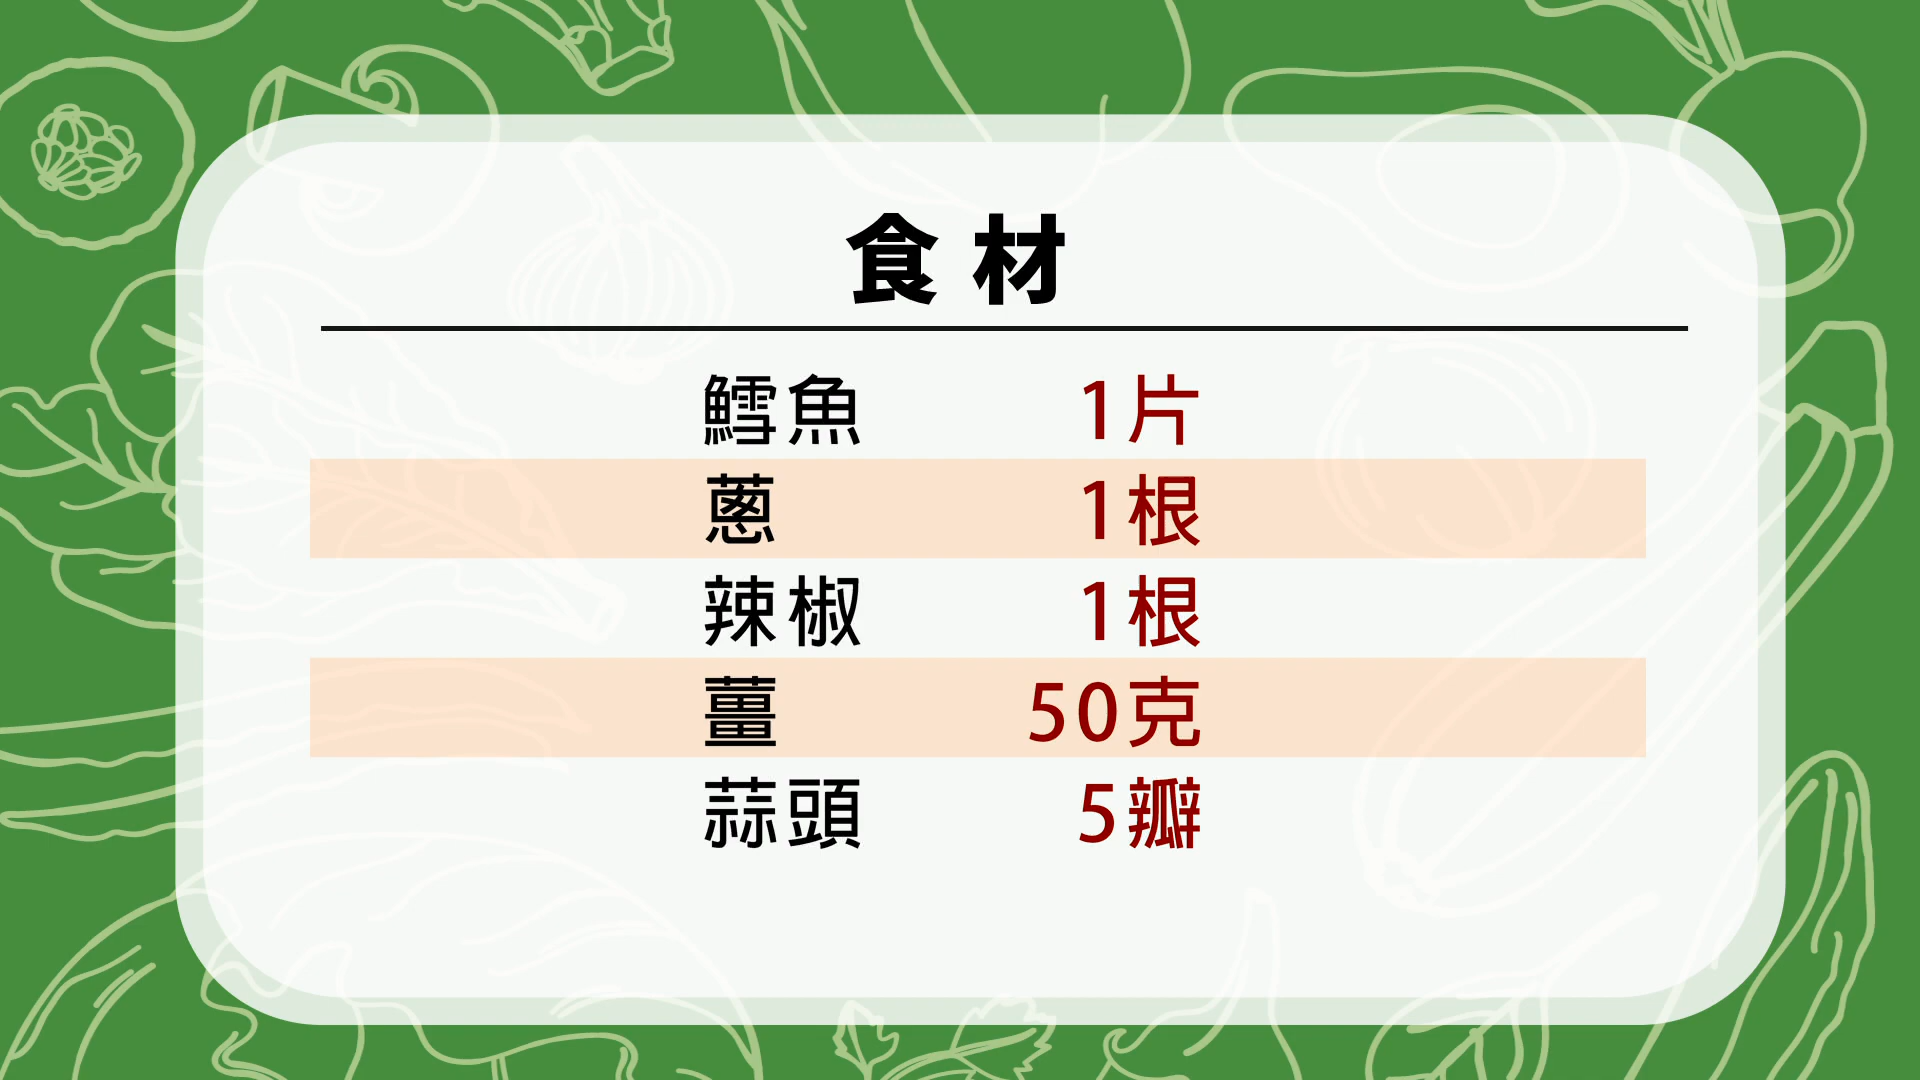 食材
鱈魚 1片
蔥 1根
辣椒 1根
薑 50克
蒜頭 5瓣